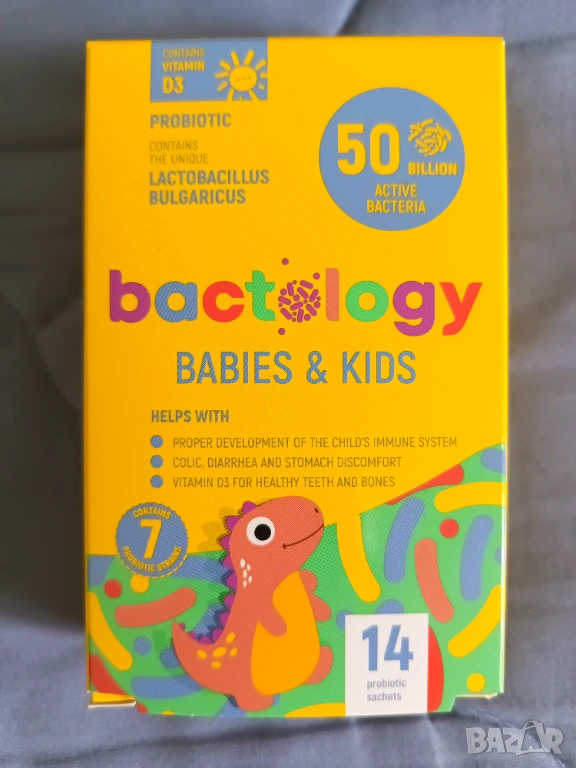 CONTAINS
VITAMIN
D3
PROBIOTIC
CONTAINS
THE UNIQUE
LACTOBACILLUS
BULGARICUS
50
BILLION
ACTIVE
BACTERIA
bactology
BABIES & KIDS
HELPS WITH
PROPER DEVELOPMENT OF THE CHILD'S IMMUNE SYSTEM
COLIC, DIARRHEA AND STOMACH DISCOMFORT
VITAMIN D3 FOR HEALTHY TEETH AND BONES
CONTAINS
7
PROBIOTIC STRAINS
14
probiotic
sachets
BAZAR